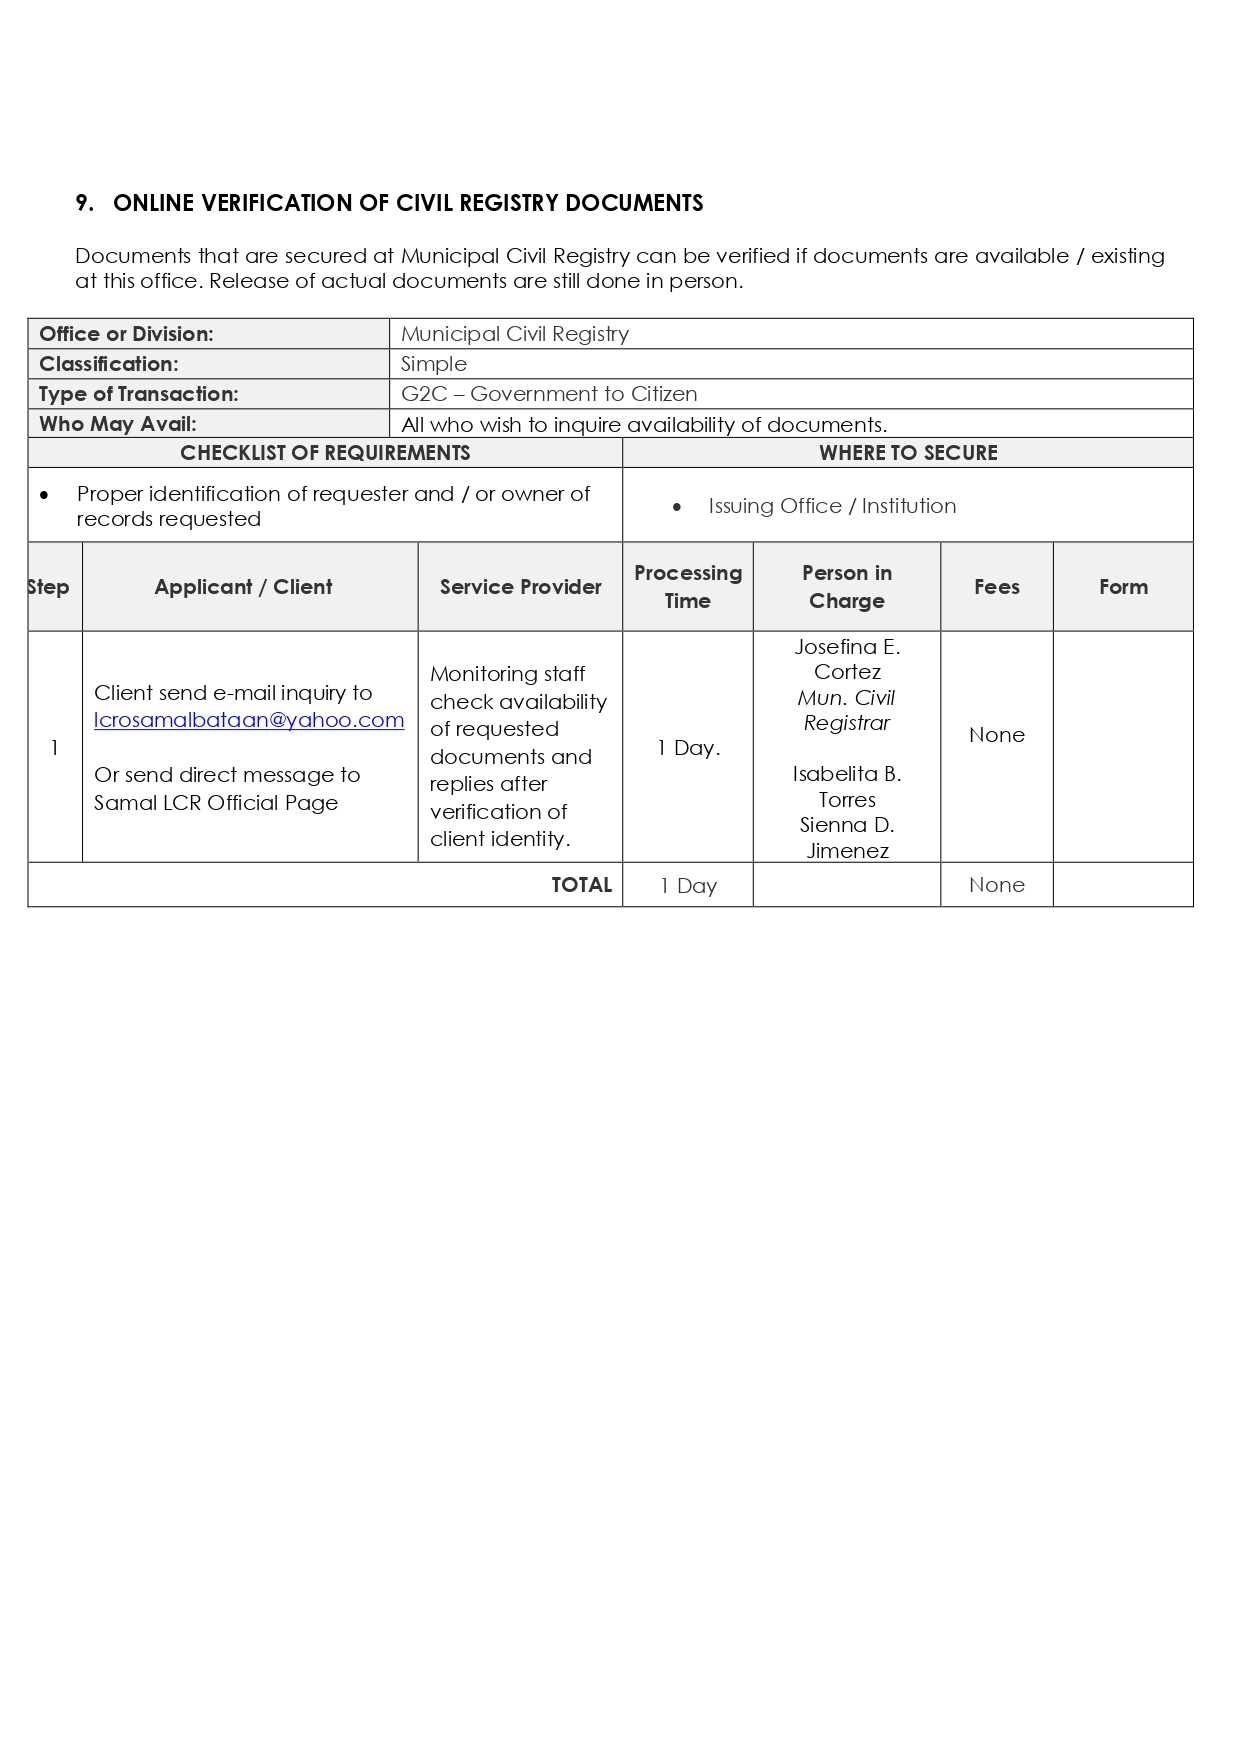 9. ONLINE VERIFICATION OF CIVIL REGISTRY DOCUMENTS
Documents that are secured at Municipal Civil Registry can be verified if documents are available / existing
at this office. Release of actual documents are still done in person.
Office or Division: Municipal Civil Registry
Classification: Simple
Type of Transaction: G2C – Government to Citizen
Who May Avail: All who wish to inquire availability of documents.
CHECKLIST OF REQUIREMENTS WHERE TO SECURE
• Proper identification of requester and / or owner of
records requested
• Issuing Office / Institution
Step Applicant / Client Service Provider Processing
Time Person in
Charge Fees Form
1
Client send e-mail inquiry to
lcrosamalbataan@yahoo.com
Or send direct message to
Samal LCR Official Page
Monitoring staff
check availability
of requested
documents and
replies after
verification of
client identity.
1 Day.
Josefina E.
Cortez
Mun. Civil
Registrar
Isabelita B.
Torres
Sienna D.
Jimenez
None
TOTAL 1 Day None